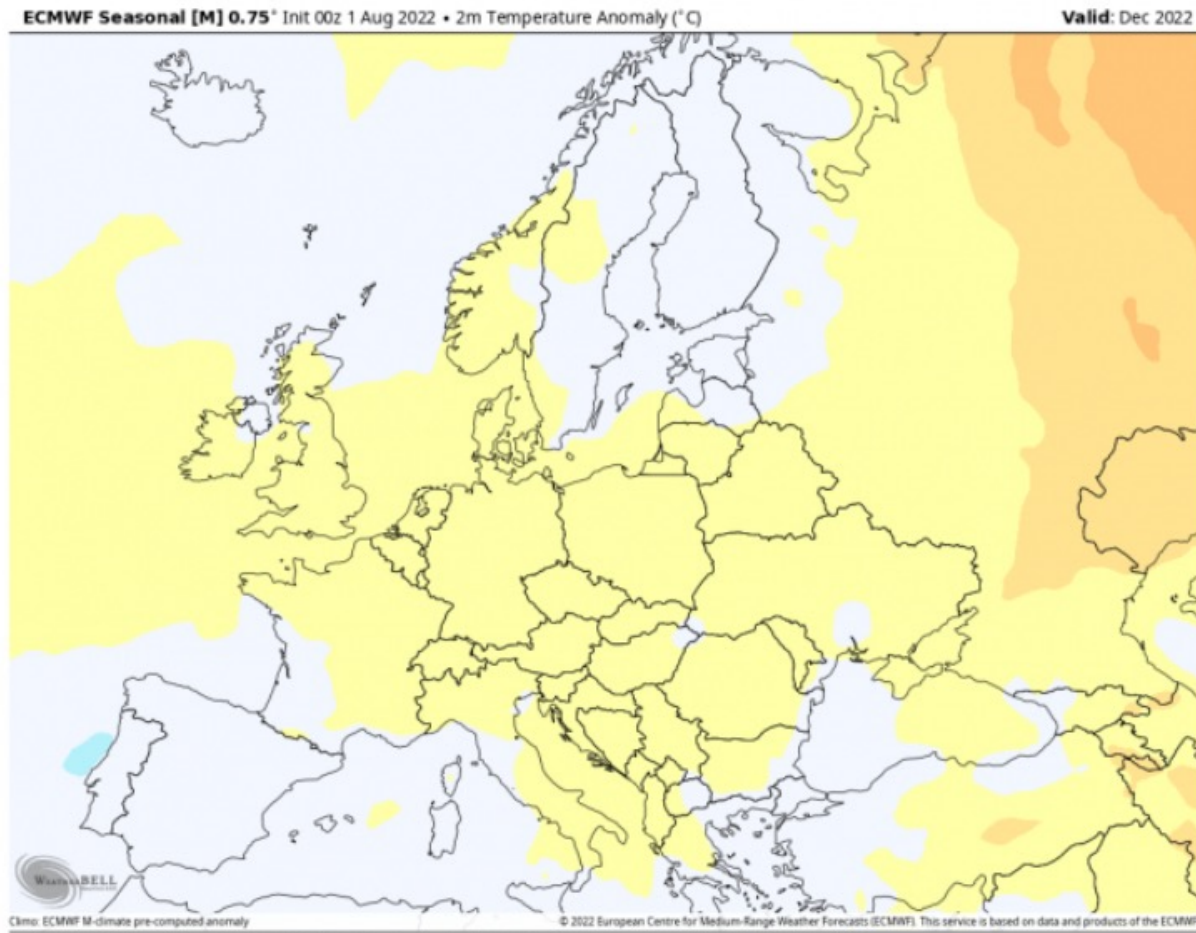 ECMWF Seasonal [M] 0.75° Init 00z 1 Aug 2022 • 2m Temperature Anomaly (°C) Valid: Dec 2022
WEATHERBELL
Climo: ECMWF M-climate pre-computed anomaly © 2022 European Centre for Medium-Range Weather Forecasts (ECMWF). This service is based on data and products of the ECMWF